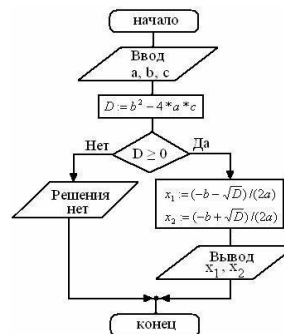 начало
Ввод
a, b, c
D := b² − 4 * a * c
Нет
D ≥ 0
Да
Решения
нет
x₁ := (−b − √D) /(2a)
x₂ := (−b + √D) /(2a)
Вывод
x₁, x₂
конец